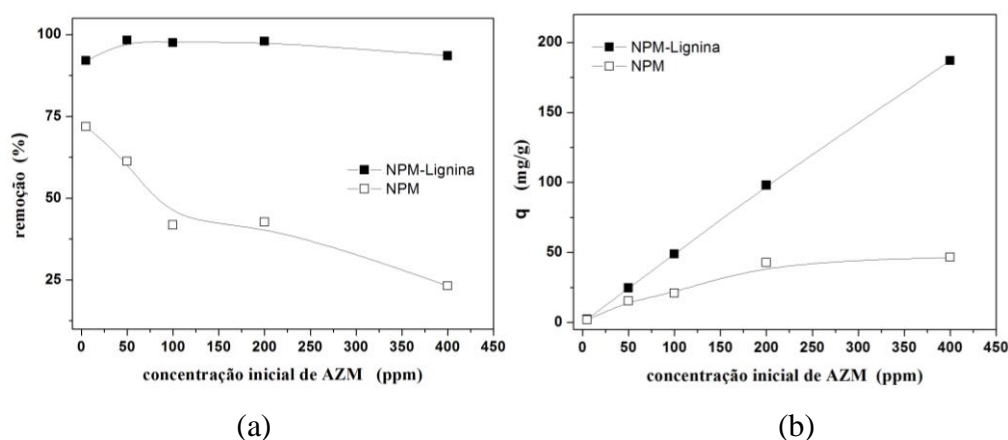 100
75
50
25
remoção (%)
NPM-Lignina
NPM
0 50 100 150 200 250 300 350 400 450
concentração inicial de AZM (ppm)
(a)
200
150
100
50
0
q (mg/g)
NPM-Lignina
NPM
0 50 100 150 200 250 300 350 400 450
concentração inicial de AZM (ppm)
(b)